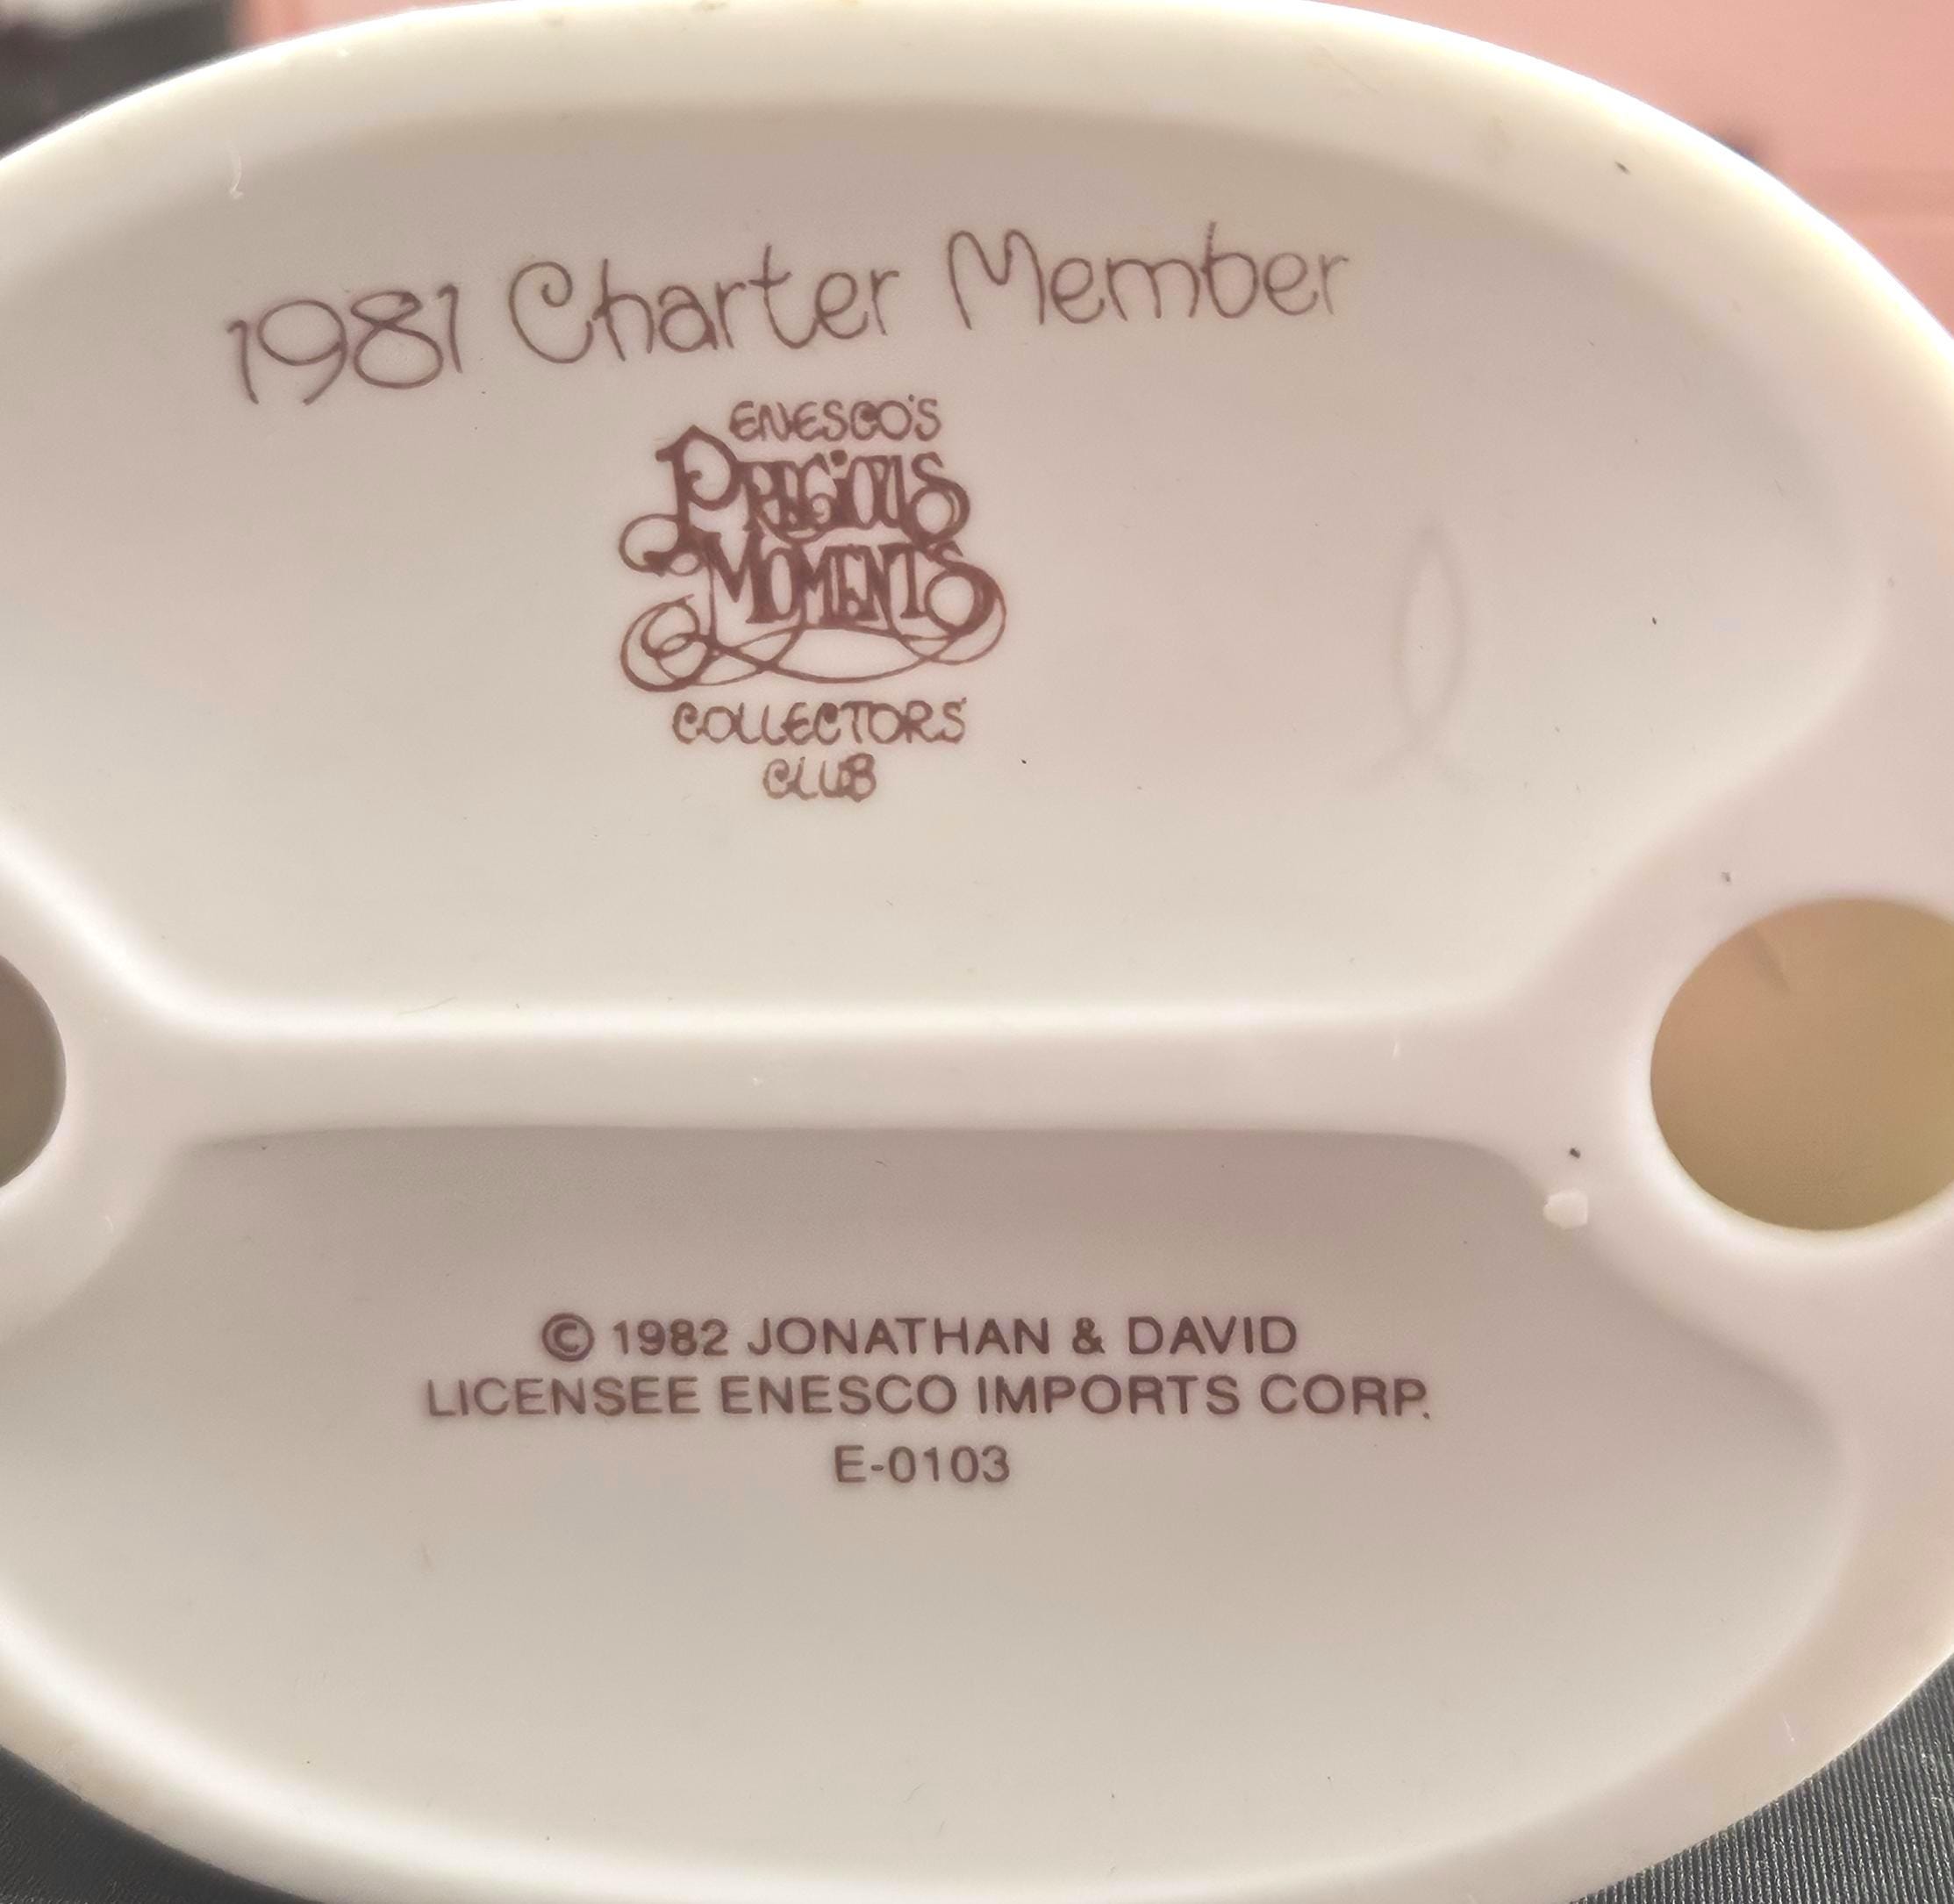 1981 Charter Member
ENESCO'S
PRECIOUS
MOMENTS
COLLECTORS
CLUB
© 1982 JONATHAN & DAVID
LICENSEE ENESCO IMPORTS CORP.
E-0103